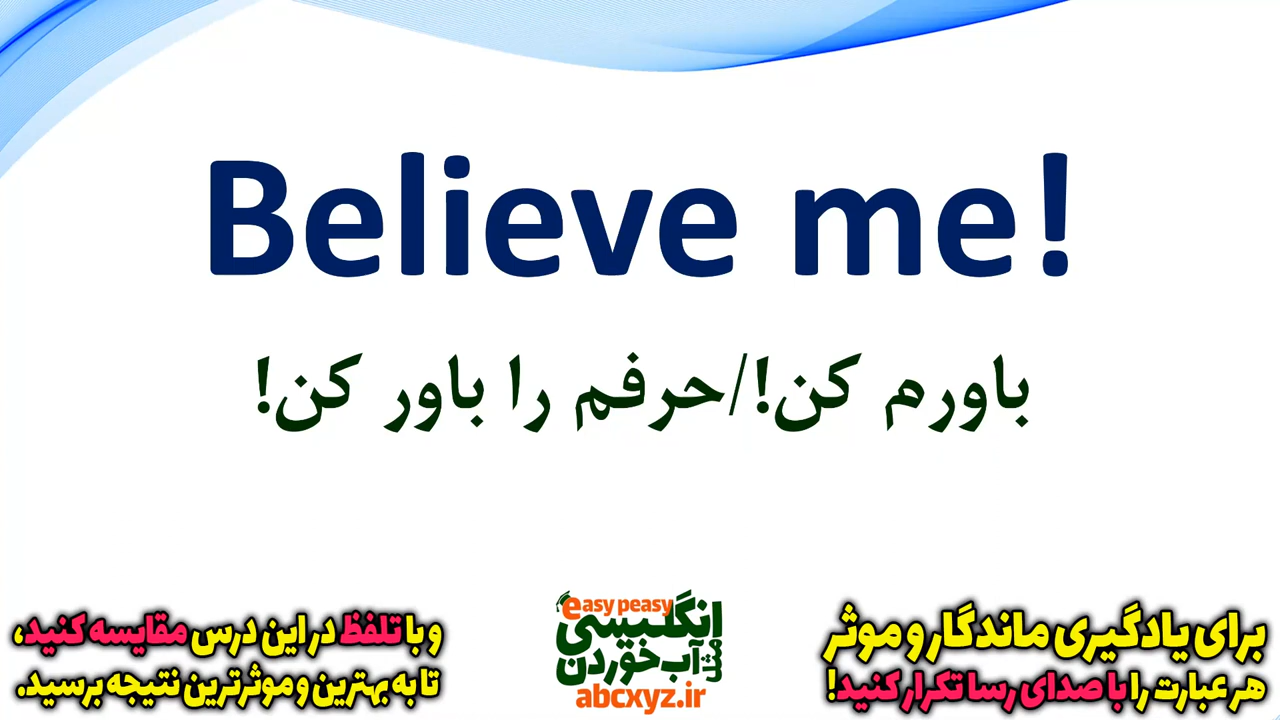 Believe me!
باورم کن!/حرفم را باور کن!
برای یادگیری ماندگار و موثر
هر عبارت را با صدای رسا تکرار کنید!
easy peasy
انگلیسی
مثل آب خوردن
abcxyz.ir
و با تلفظ در این درس مقایسه کنید،
تا به بهترین و موثرترین نتیجه برسید.